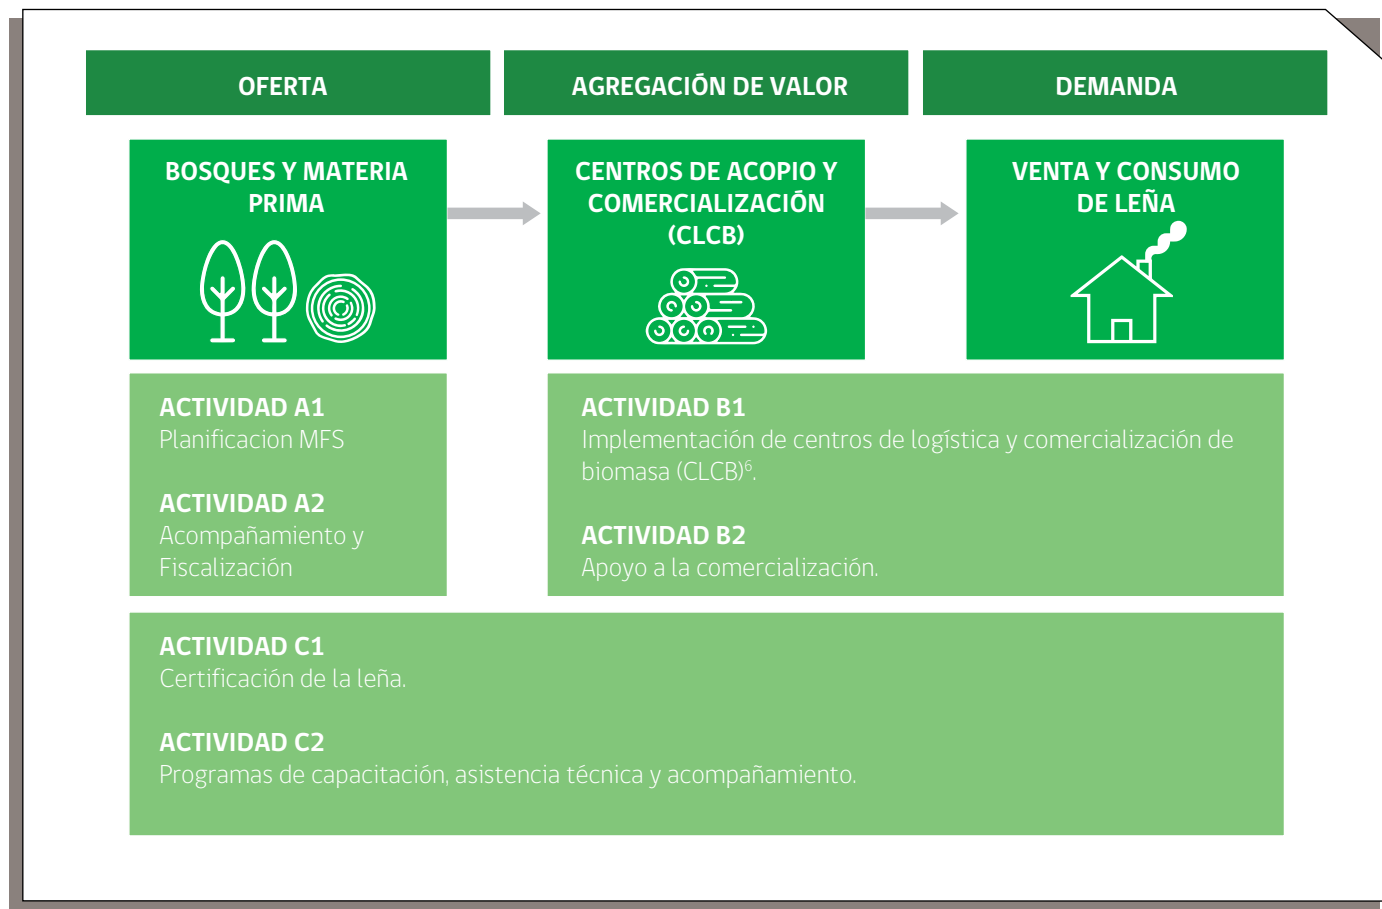 OFERTA
AGREGACIÓN DE VALOR
DEMANDA
BOSQUES Y MATERIA
PRIMA
CENTROS DE ACOPIO Y
COMERCIALIZACIÓN
(CLCB)
VENTA Y CONSUMO
DE LEÑA
ACTIVIDAD A1
Planificacion MFS
ACTIVIDAD A2
Acompañamiento y
Fiscalización
ACTIVIDAD B1
Implementación de centros de logística y comercialización de
biomasa (CLCB)⁶.
ACTIVIDAD B2
Apoyo a la comercialización.
ACTIVIDAD C1
Certificación de la leña.
ACTIVIDAD C2
Programas de capacitación, asistencia técnica y acompañamiento.